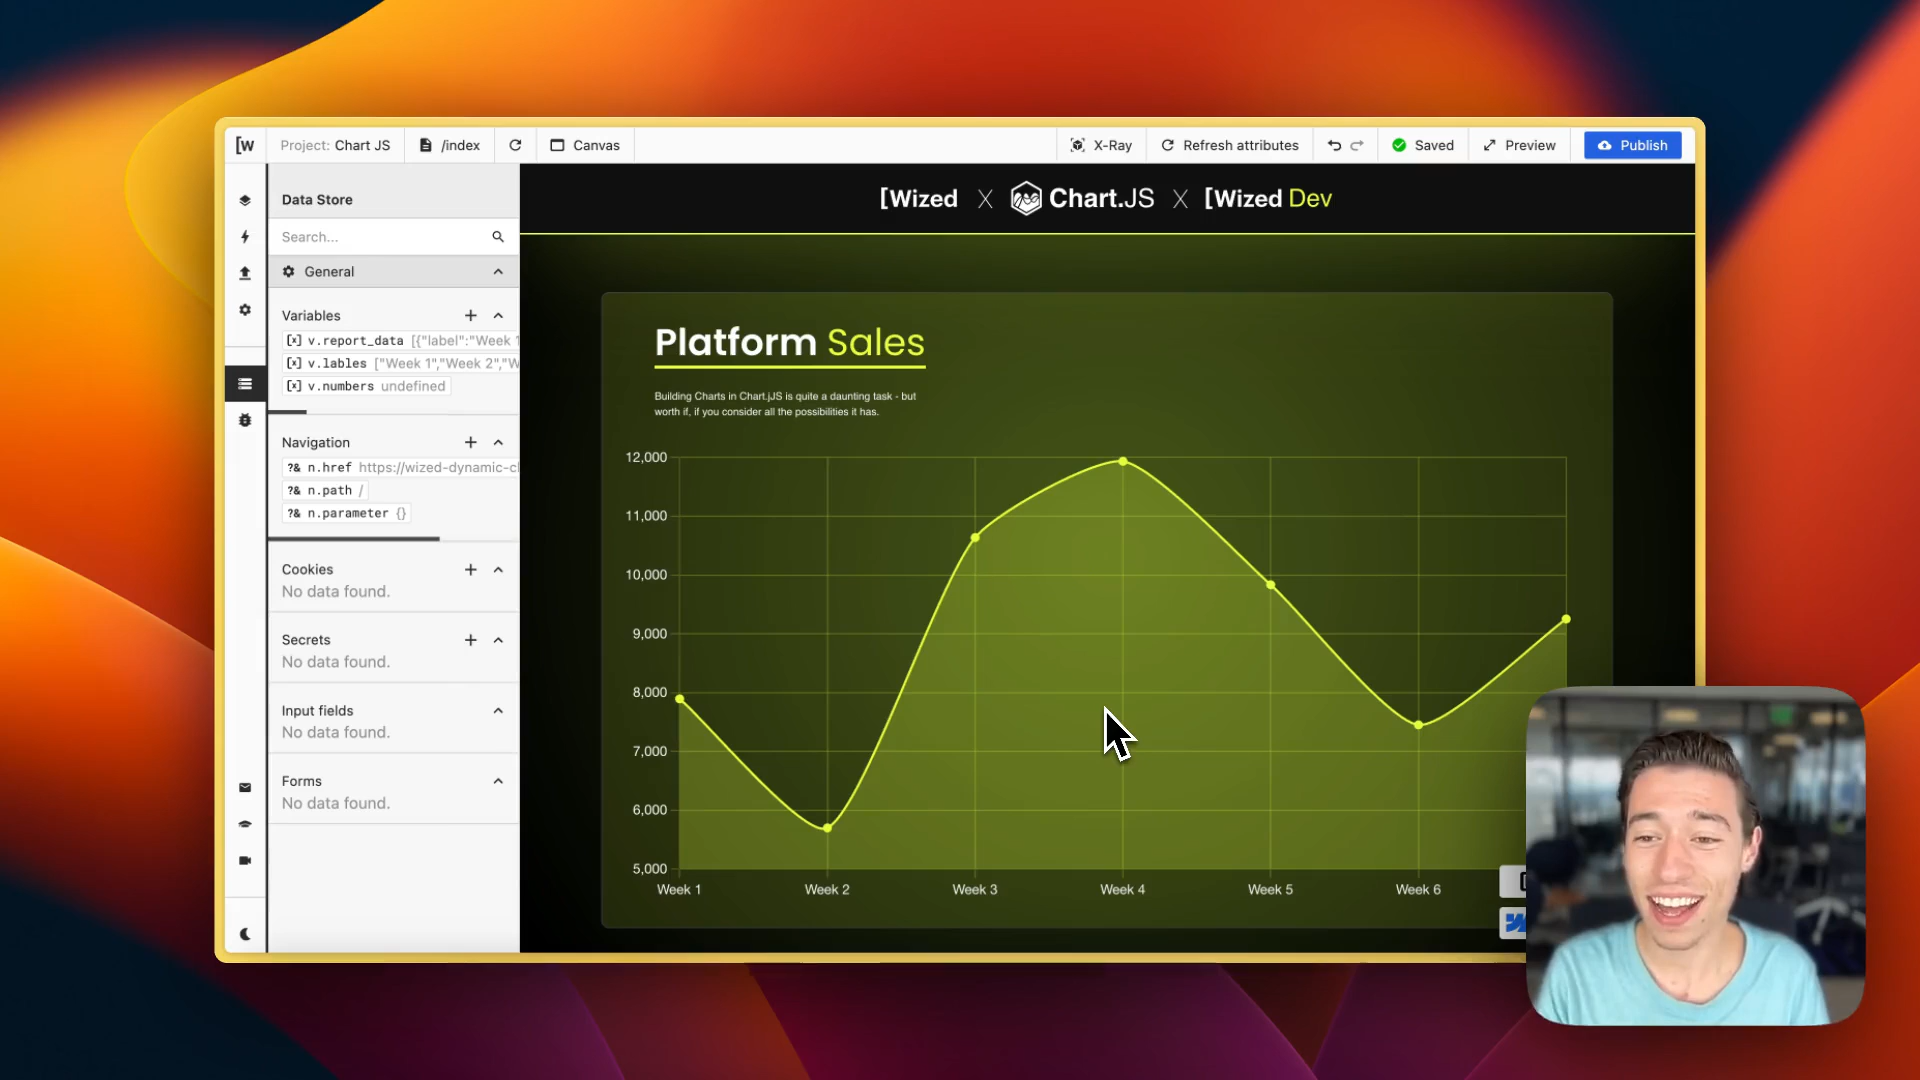 [W Project: Chart JS /index Canvas X-Ray Refresh attributes Saved Preview Publish
Data Store
Search...
General
Variables
[x] v.report_data [{"label":"Week 1
[x] v.lables ["Week 1","Week 2","W
[x] v.numbers undefined
Navigation
?& n.href https://wized-dynamic-cl
?& n.path /
?& n.parameter {}
Cookies
No data found.
Secrets
No data found.
Input fields
No data found.
Forms
No data found.
[Wized X Chart.JS X [Wized Dev
Platform Sales
Building Charts in Chart.jJS is quite a daunting task - but
worth if, if you consider all the possibilities it has.
12,000
11,000
10,000
9,000
8,000
7,000
6,000
5,000
Week 1 Week 2 Week 3 Week 4 Week 5 Week 6